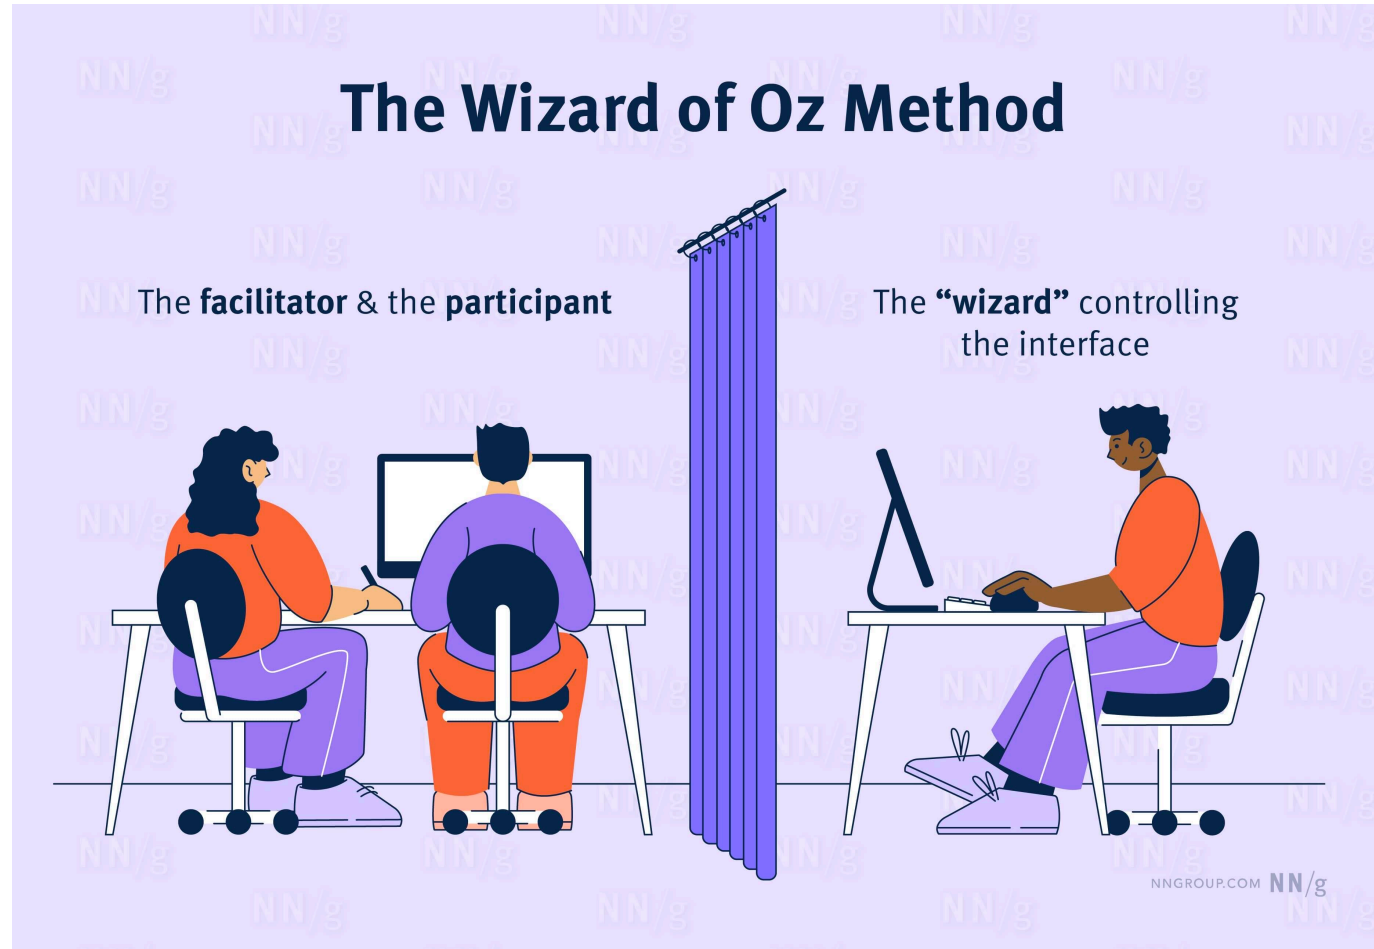 The Wizard of Oz Method
The facilitator & the participant
The “wizard” controlling
the interface
NNGROUP.COM NN/g